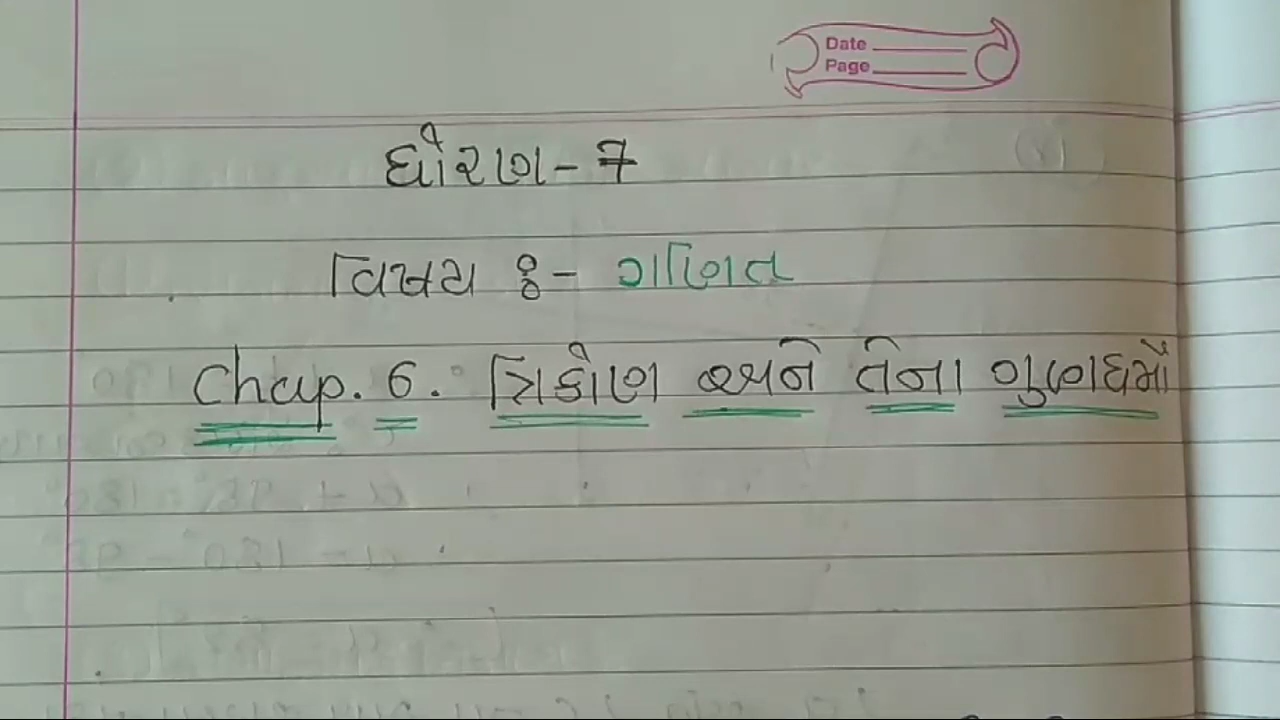 Date
Page
ધોરણ - 7
વિષય :- ગણિત
Chap. 6. ત્રિકોણ અને તેના ગુણધર્મો